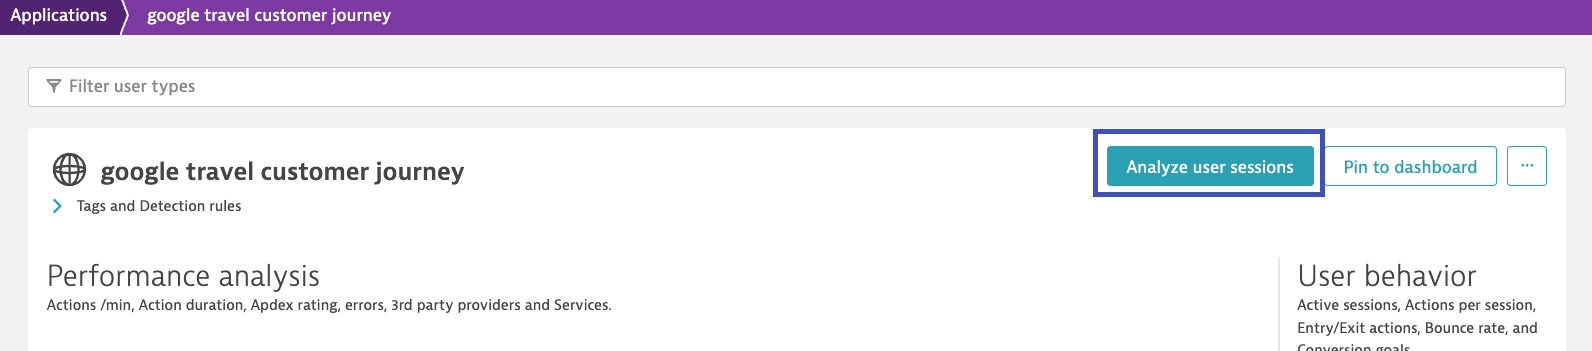 Applications
google travel customer journey
Filter user types
google travel customer journey
Analyze user sessions
Pin to dashboard
...
Tags and Detection rules
Performance analysis
Actions /min, Action duration, Apdex rating, errors, 3rd party providers and Services.
User behavior
Active sessions, Actions per session,
Entry/Exit actions, Bounce rate, and
Conversion goals